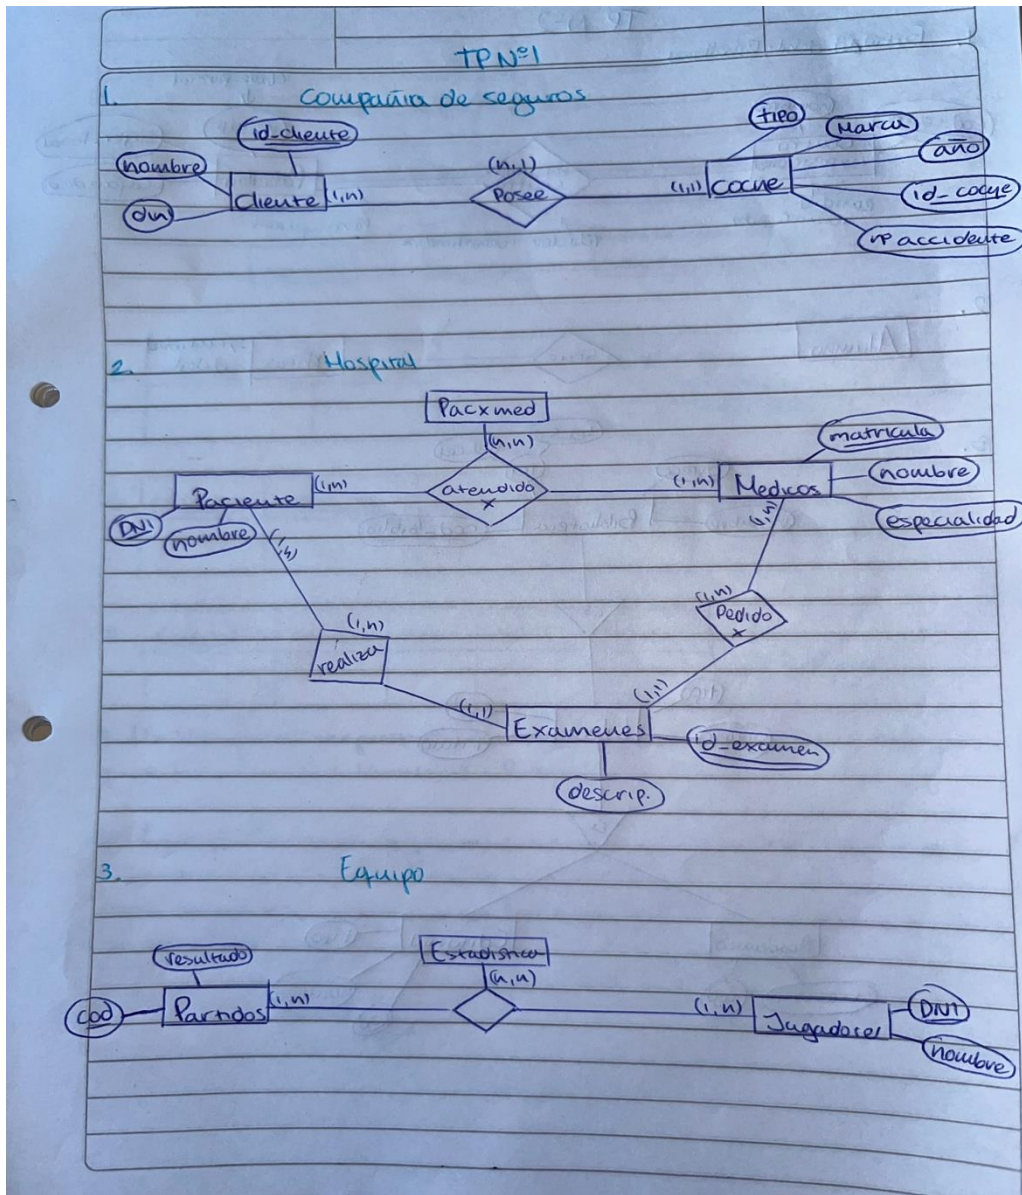 TP Nº1
1. Compañia de seguros
id_cliente
nombre
dni
Cliente (1,n)
(n,1)
Posee
(1,1) Coche
tipo
Marca
año
id_coche
nº accidente
2. Hospital
Pacxmed
(n,n)
Paciente (1,n)
atendido
x
(1,n) Medicos
matricula
nombre
especialidad
DNI
nombre
(1,n)
(1,n)
realiza
(1,n)
Pedido
x
(1,1)
(1,1)
Examenes
id_examen
descrip.
3. Equipo
resultado
Estadistica
(n,n)
cod
Partidos (1,n)
(1,n) Jugadores
DNI
nombre